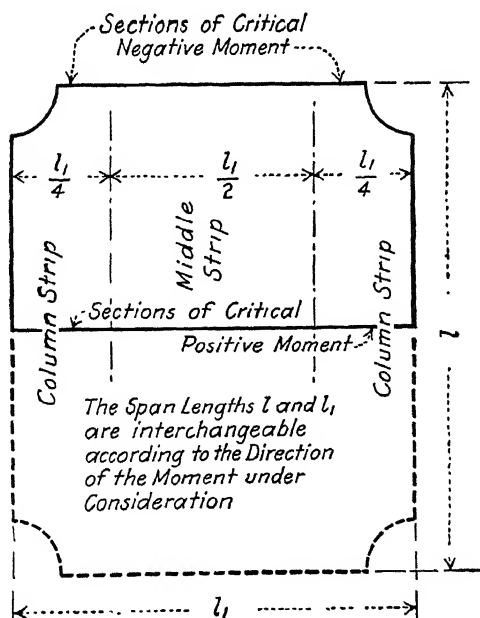 Sections of Critical
Negative Moment
l₁/4
l₁/2
l₁/4
Column Strip
Middle
Strip
Column Strip
Sections of Critical
Positive Moment
l
The Span Lengths l and l₁
are interchangeable
according to the Direction
of the Moment under
Consideration
l₁